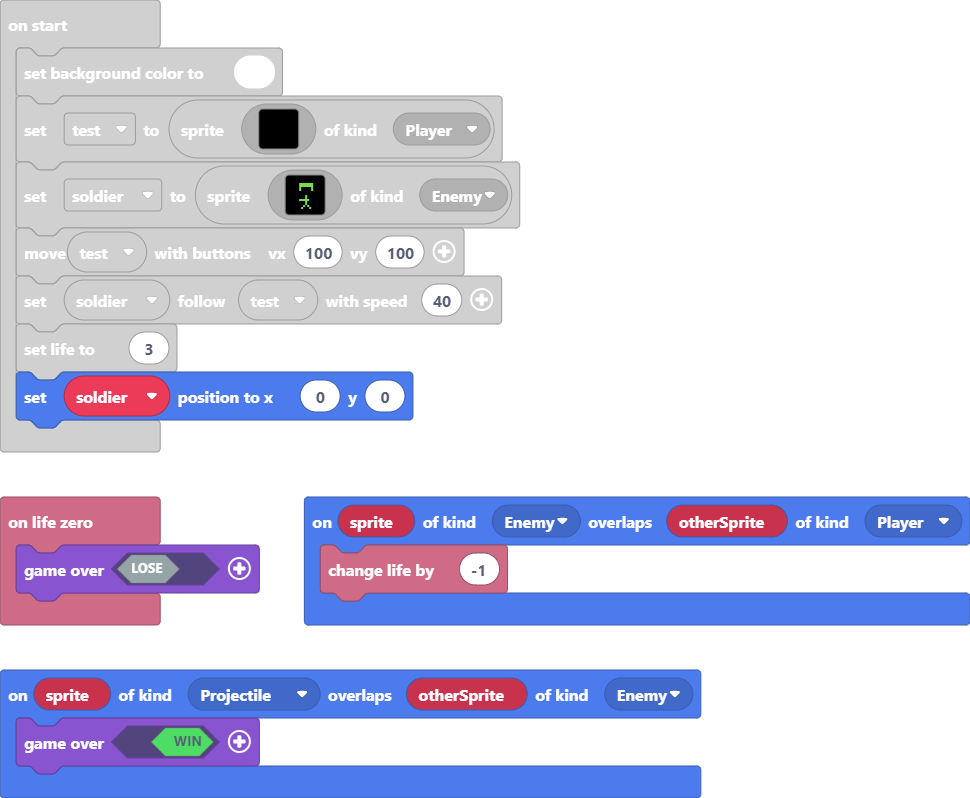 on start
set background color to
set test to sprite of kind Player
set soldier to sprite of kind Enemy
move test with buttons vx 100 vy 100
set soldier follow test with speed 40
set life to 3
set soldier position to x 0 y 0
on life zero
game over LOSE
on sprite of kind Enemy overlaps otherSprite of kind Player
change life by -1
on sprite of kind Projectile overlaps otherSprite of kind Enemy
game over WIN